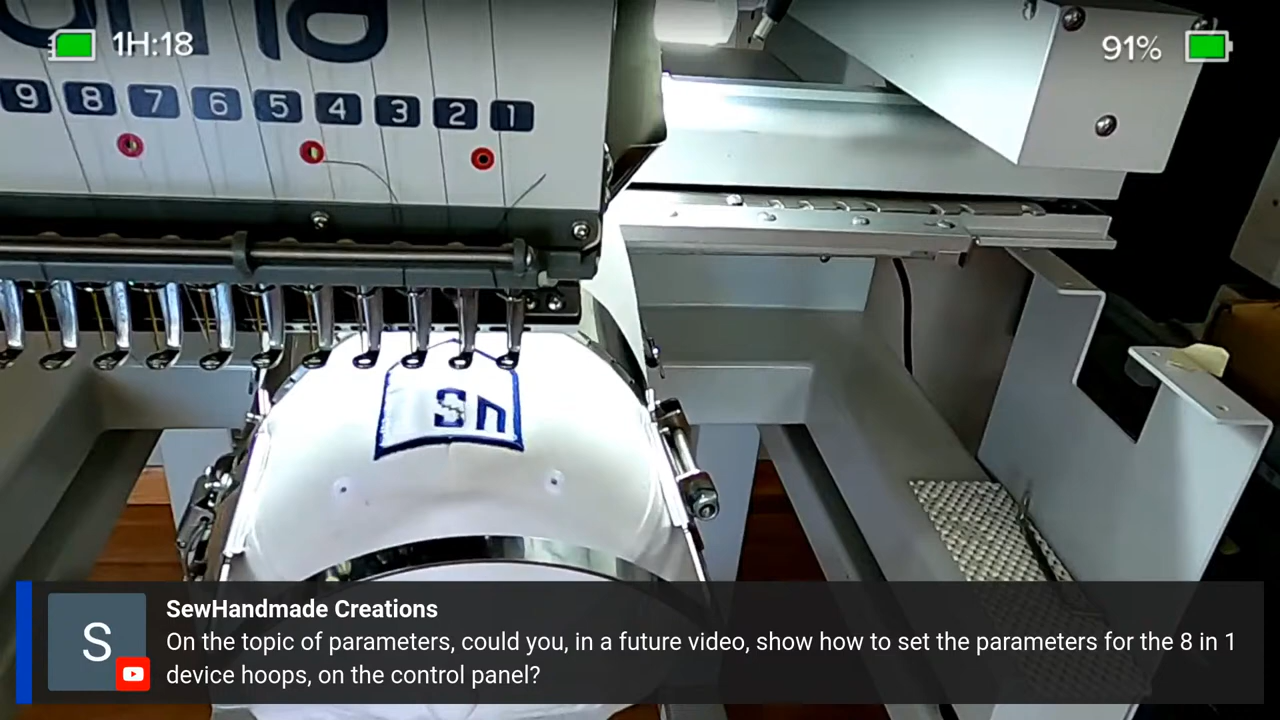 1H:18
91%
9 8 7 6 5 4 3 2 1
S
SewHandmade Creations
On the topic of parameters, could you, in a future video, show how to set the parameters for the 8 in 1
device hoops, on the control panel?